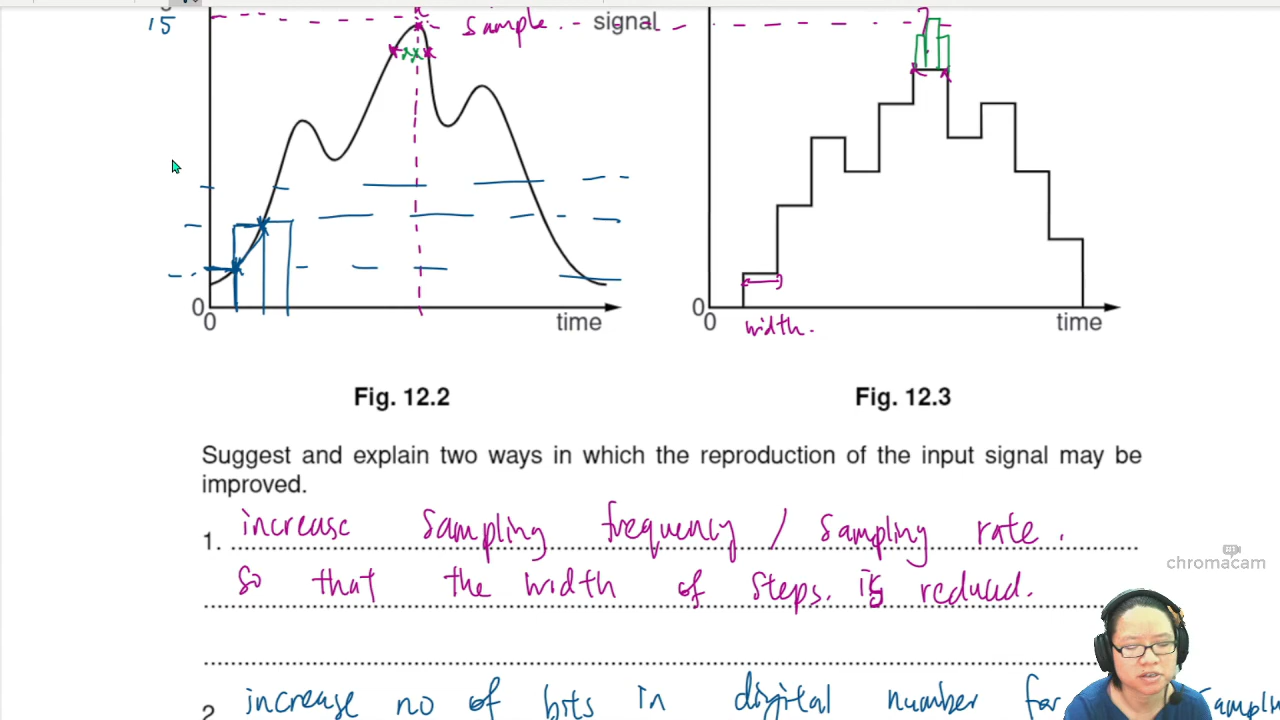 15
sample.
signal
?
0
0
time
0
0
width.
time
Fig. 12.2
Fig. 12.3
Suggest and explain two ways in which the reproduction of the input signal may be
improved.
1. increase sampling frequency / sampling rate.
so that the width of steps. is reduced.
chromacam
2 increase no of bits in digital number for